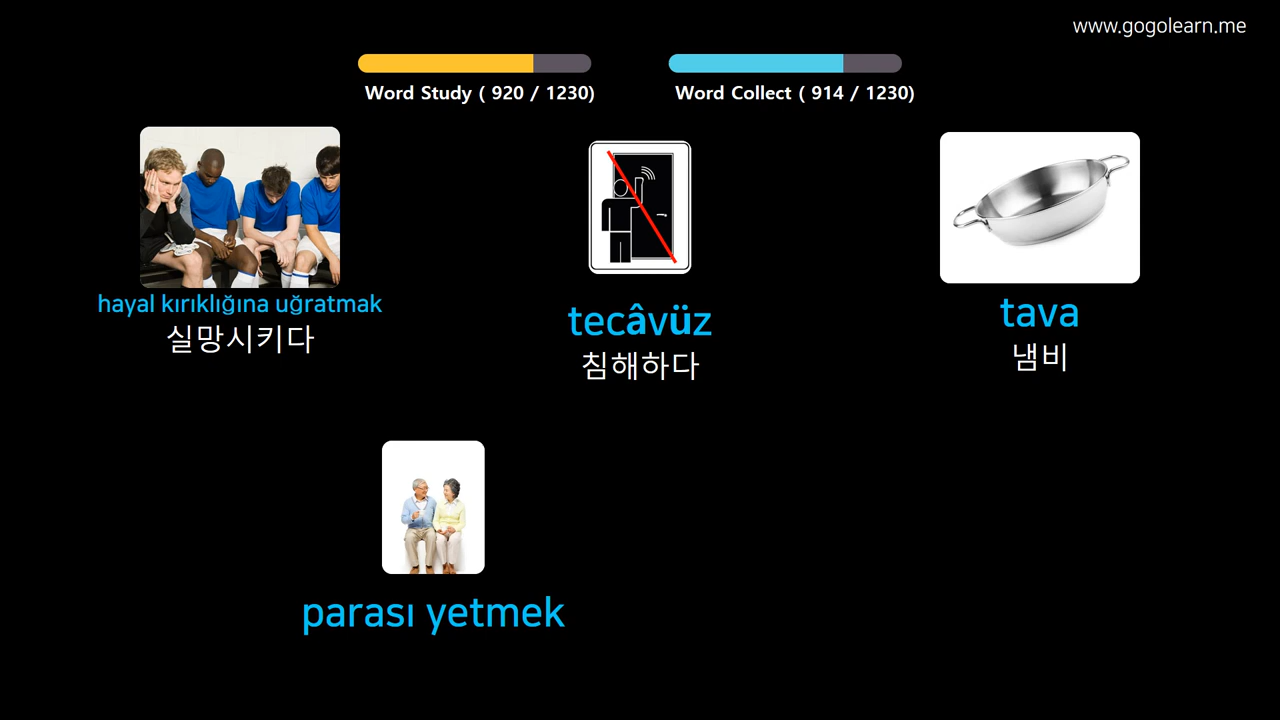 www.gogolearn.me
Word Study ( 920 / 1230)
Word Collect ( 914 / 1230)
hayal kırıklığına uğratmak
실망시키다
tecâvüz
침해하다
tava
냄비
parası yetmek